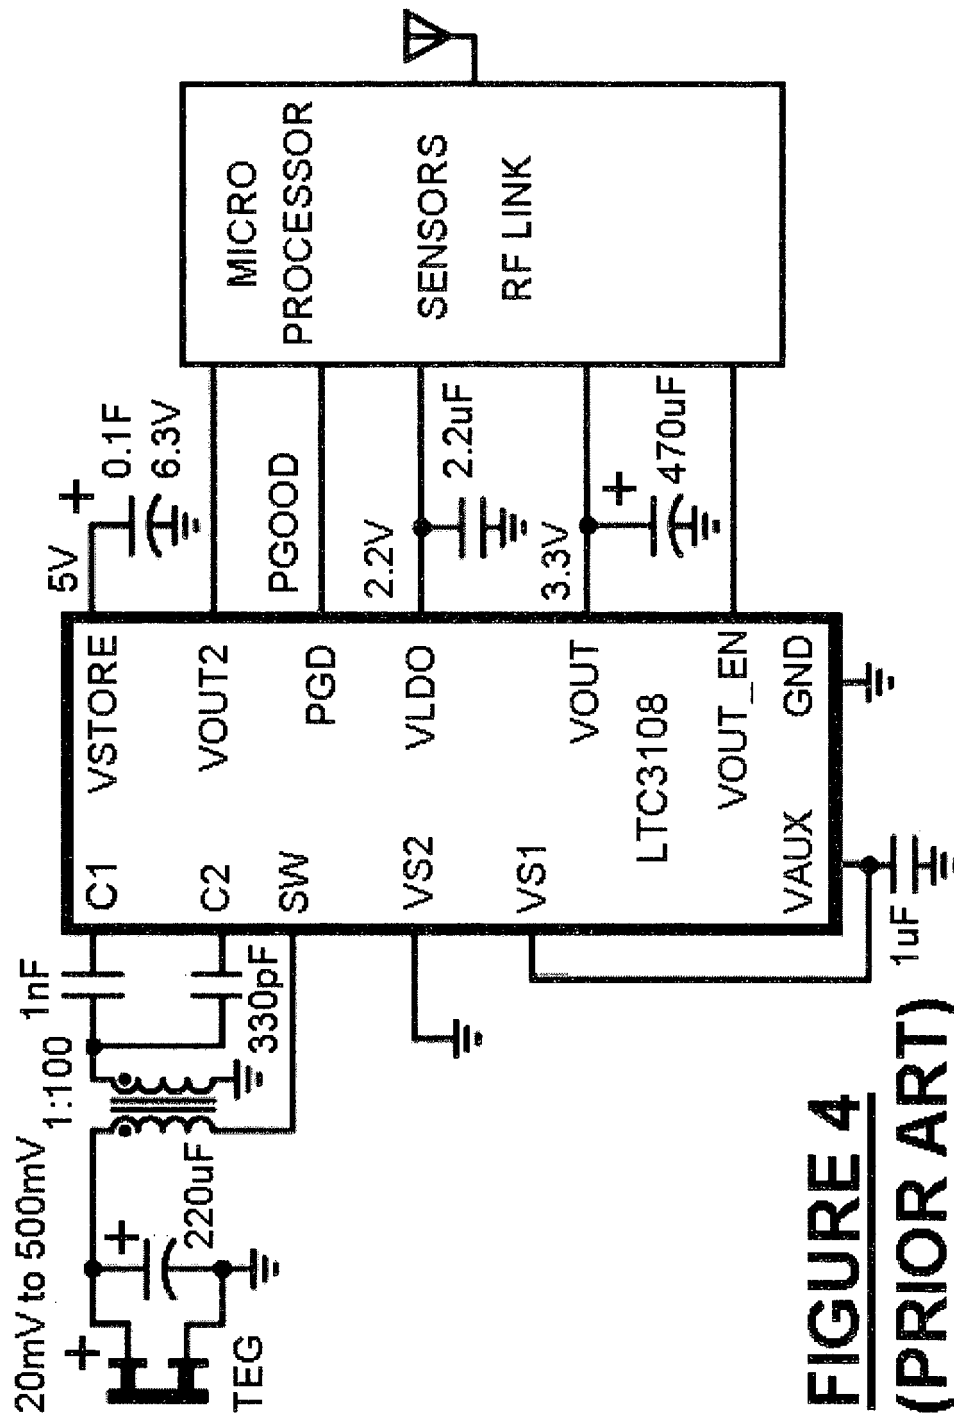 20mV to 500mV
1:100
1nF
+
+
TEG
220uF
330pF
C1
C2
SW
VS2
VS1
VAUX
1uF
VSTORE
VOUT2
PGD
VLDO
VOUT
LTC3108
VOUT_EN
GND
5V
+
0.1F
6.3V
PGOOD
2.2V
2.2uF
3.3V
+
470uF
MICRO
PROCESSOR
SENSORS
RF LINK
FIGURE 4
(PRIOR ART)